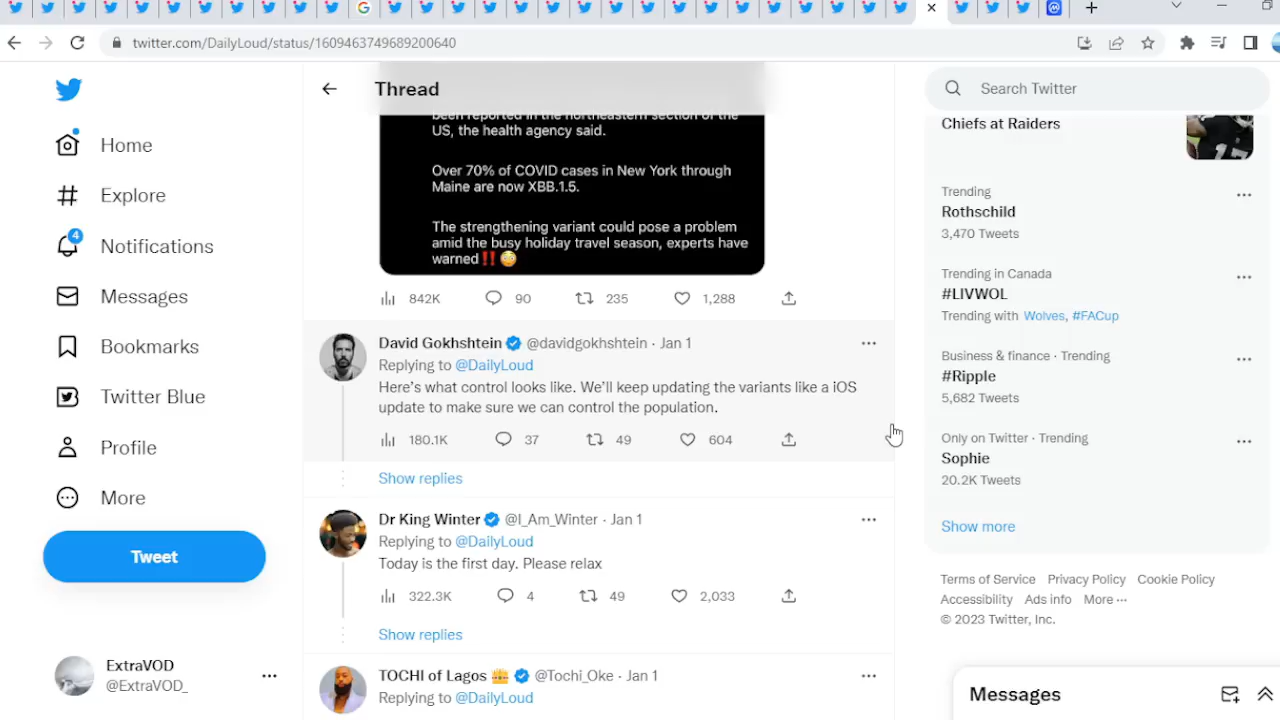 twitter.com/DailyLoud/status/1609463749689200640
Home
Explore
4
Notifications
Messages
Bookmarks
Twitter Blue
Profile
More
Tweet
ExtraVOD
@ExtraVOD_
Thread
been reported in the northeastern section of the
US, the health agency said.
Over 70% of COVID cases in New York through
Maine are now XBB.1.5.
The strengthening variant could pose a problem
amid the busy holiday travel season, experts have
warned‼️😳
842K 90 235 1,288
David Gokhshtein @davidgokhshtein · Jan 1
Replying to @DailyLoud
Here's what control looks like. We'll keep updating the variants like a iOS
update to make sure we can control the population.
180.1K 37 49 604
Show replies
Dr King Winter @I_Am_Winter · Jan 1
Replying to @DailyLoud
Today is the first day. Please relax
322.3K 4 49 2,033
Show replies
TOCHI of Lagos 👑 @Tochi_Oke · Jan 1
Replying to @DailyLoud
Search Twitter
Chiefs at Raiders
Trending
Rothschild
3,470 Tweets
Trending in Canada
#LIVWOL
Trending with Wolves, #FACup
Business & finance · Trending
#Ripple
5,682 Tweets
Only on Twitter · Trending
Sophie
20.2K Tweets
Show more
Terms of Service Privacy Policy Cookie Policy
Accessibility Ads info More ···
© 2023 Twitter, Inc.
Messages